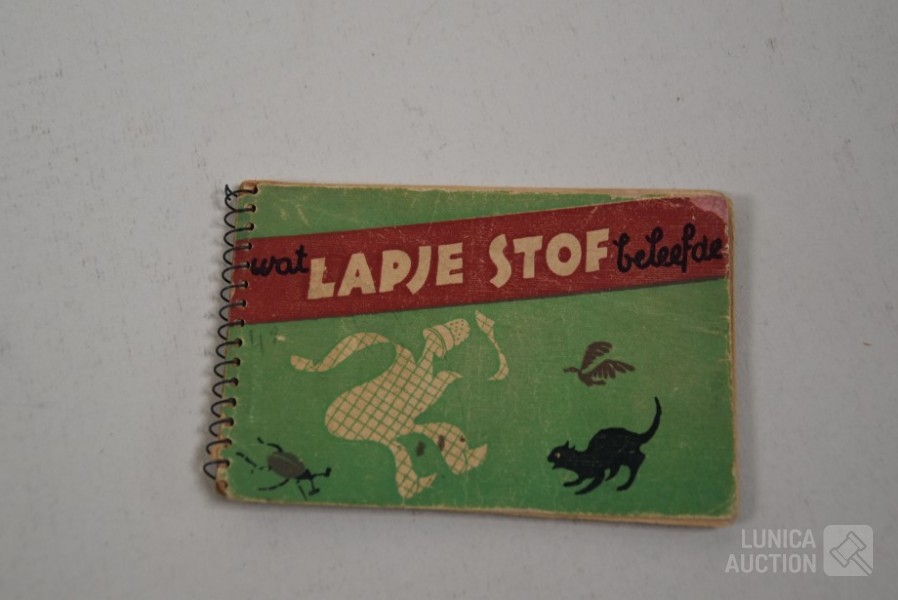 wat LAPJE STOF beleefde
LUNICA
AUCTION